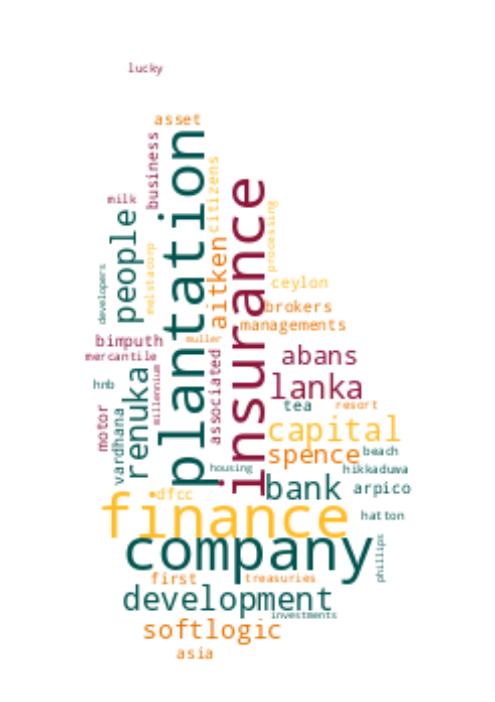 lucky
asset
business
plantation
citizens
insurance
milk
people
processing
developers
melstacorp
aitken
ceylon
brokers
managements
bimputh
muller
mercantile
associated
abans
hnb
renuka
millennium
lanka
motor
vardhana
tea
resort
capital
spence
beach
housing
hikkaduwa
dfcc
bank
arpico
finance
hatton
company
phillips
first
treasuries
development
investments
softlogic
asia